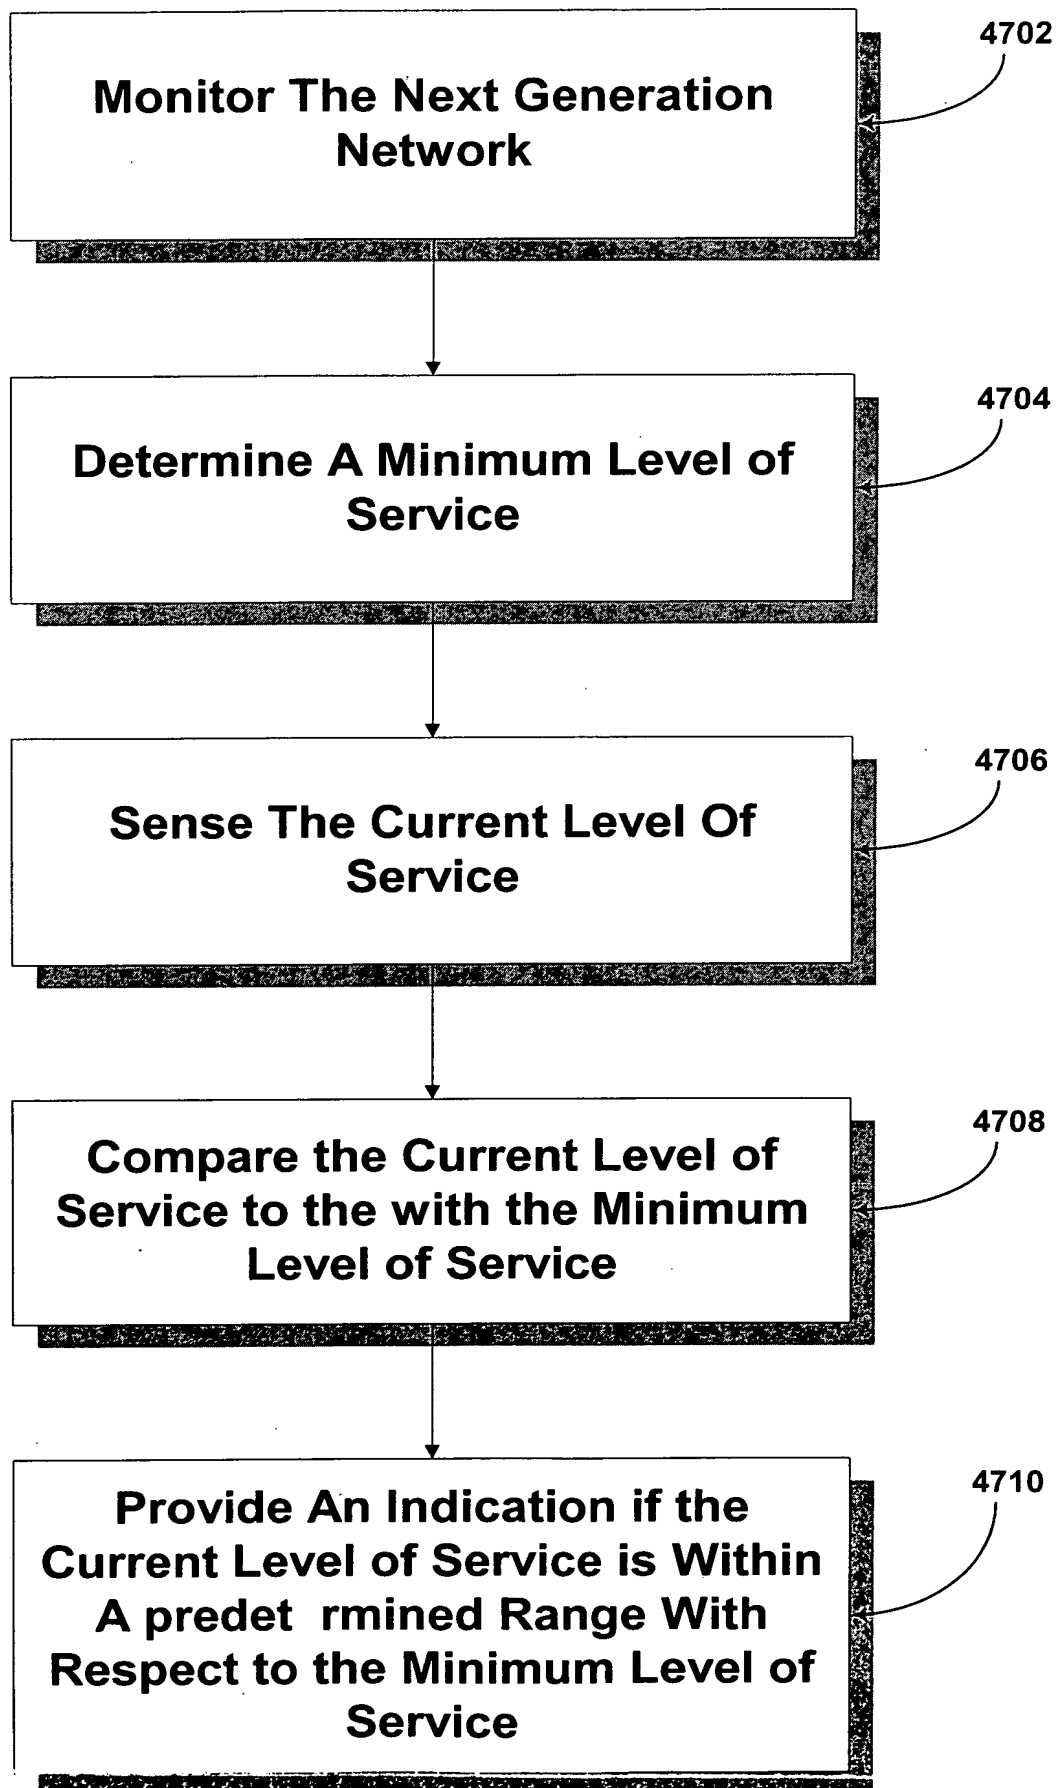 4702
Monitor The Next Generation
Network
4704
Determine A Minimum Level of
Service
4706
Sense The Current Level Of
Service
4708
Compare the Current Level of
Service to the with the Minimum
Level of Service
4710
Provide An Indication if the
Current Level of Service is Within
A predet rmined Range With
Respect to the Minimum Level of
Service